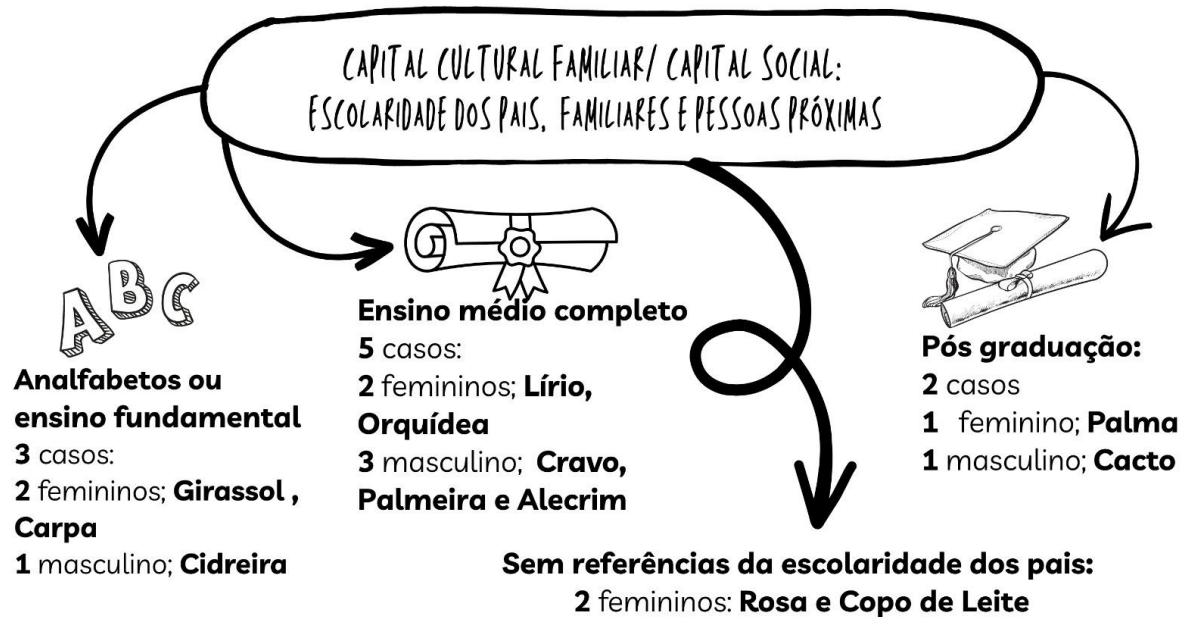 CAPITAL CULTURAL FAMILIAR/ CAPITAL SOCIAL:
ESCOLARIDADE DOS PAIS, FAMILIARES E PESSOAS PRÓXIMAS
ABC
Analfabetos ou
ensino fundamental
3 casos:
2 femininos; Girassol ,
Carpa
1 masculino; Cidreira
Ensino médio completo
5 casos:
2 femininos; Lírio,
Orquídea
3 masculino; Cravo,
Palmeira e Alecrim
Sem referências da escolaridade dos pais:
2 femininos: Rosa e Copo de Leite
Pós graduação:
2 casos
1 feminino; Palma
1 masculino; Cacto